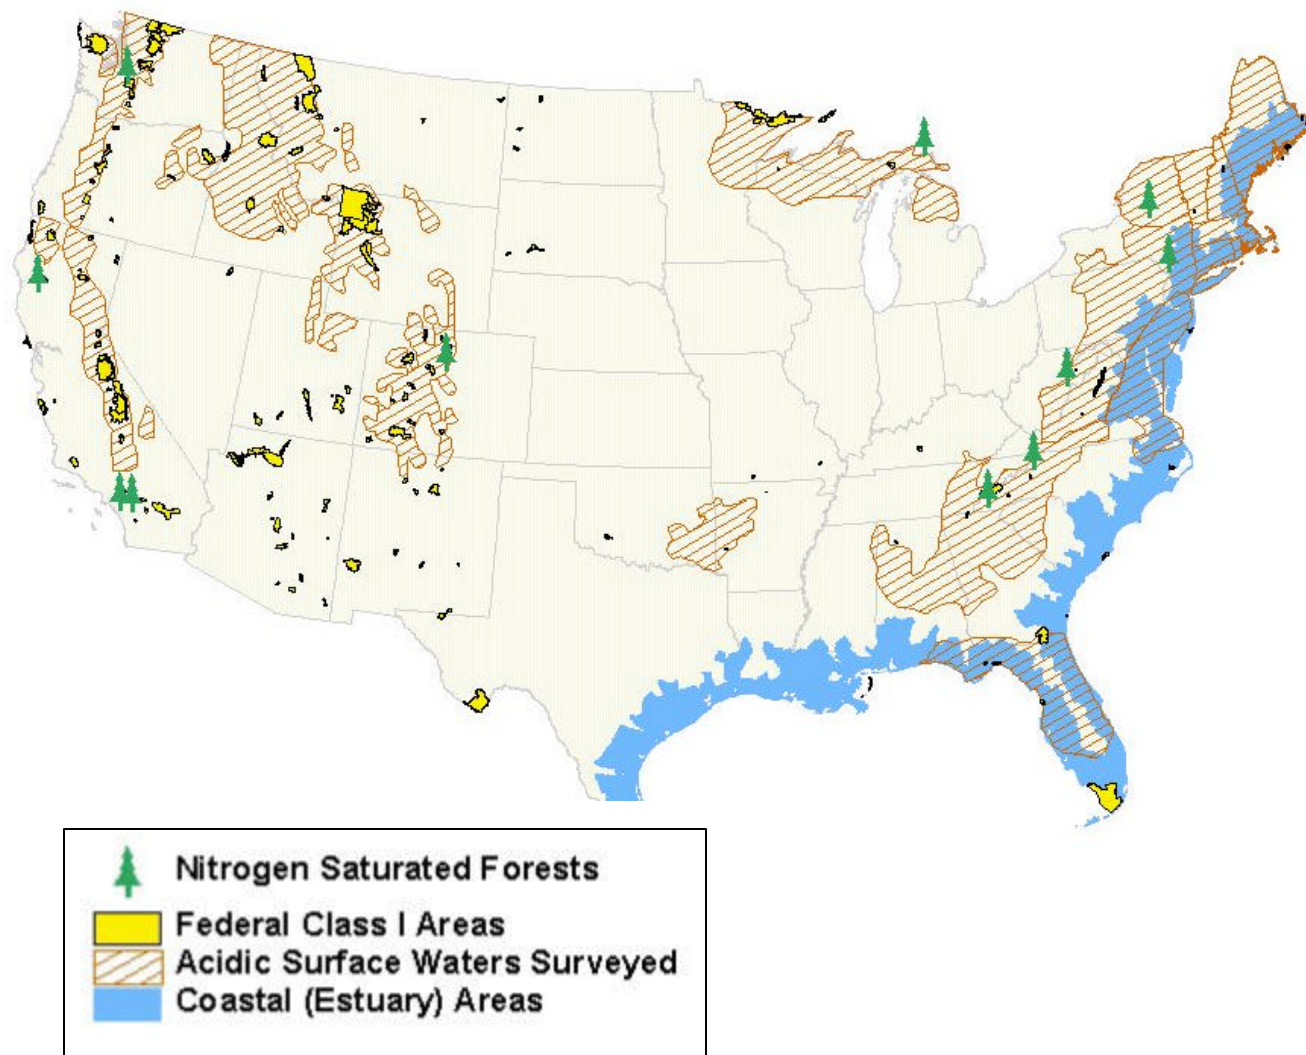 Nitrogen Saturated Forests
Federal Class I Areas
Acidic Surface Waters Surveyed
Coastal (Estuary) Areas